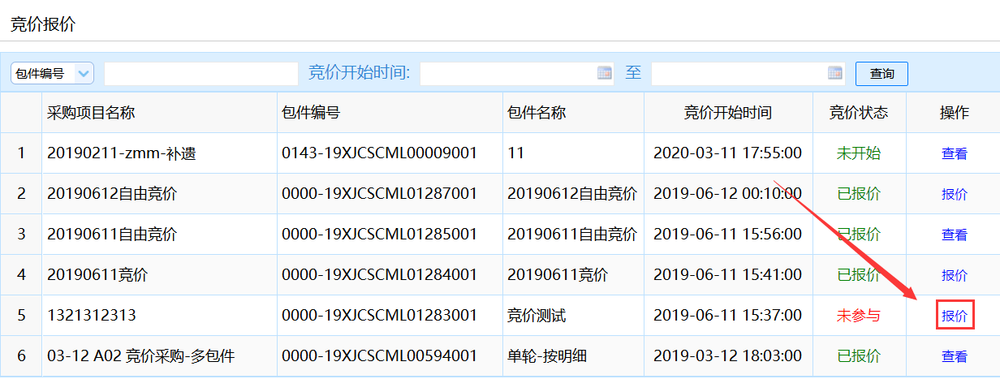 竞价报价
包件编号 竞价开始时间: 至 查询
采购项目名称 包件编号 包件名称 竞价开始时间 竞价状态 操作
1 20190211-zmm-补遗 0143-19XJCSCML00009001 11 2020-03-11 17:55:00 未开始 查看
2 20190612自由竞价 0000-19XJCSCML01287001 20190612自由竞价 2019-06-12 00:10:00 已报价 报价
3 20190611自由竞价 0000-19XJCSCML01285001 20190611自由竞价 2019-06-11 15:56:00 已报价 查看
4 20190611竞价 0000-19XJCSCML01284001 20190611竞价 2019-06-11 15:41:00 已报价 报价
5 1321312313 0000-19XJCSCML01283001 竞价测试 2019-06-11 15:37:00 未参与 报价
6 03-12 A02 竞价采购-多包件 0000-19XJCSCML00594001 单轮-按明细 2019-03-12 18:03:00 已报价 查看